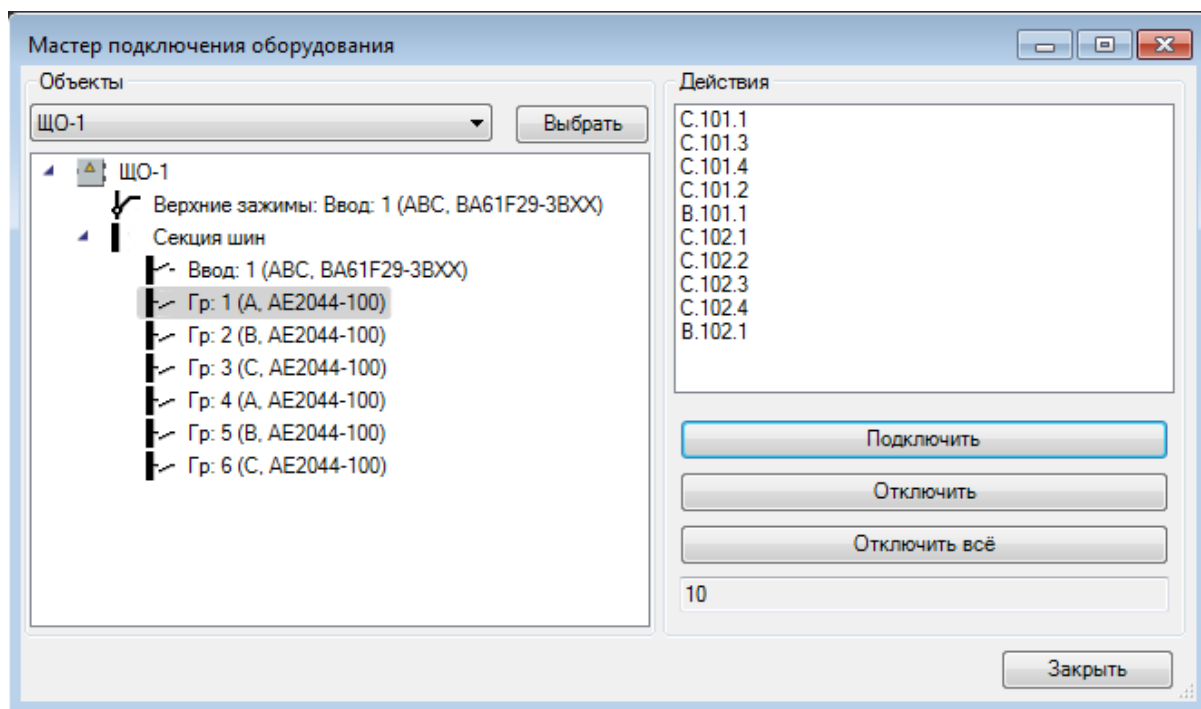 Мастер подключения оборудования
Объекты
ЩО-1
Выбрать
ЩО-1
Верхние зажимы: Ввод: 1 (ABC, BA61F29-3BXX)
Секция шин
Ввод: 1 (ABC, BA61F29-3BXX)
Гр: 1 (A, AE2044-100)
Гр: 2 (B, AE2044-100)
Гр: 3 (C, AE2044-100)
Гр: 4 (A, AE2044-100)
Гр: 5 (B, AE2044-100)
Гр: 6 (C, AE2044-100)
Действия
C.101.1
C.101.3
C.101.4
C.101.2
B.101.1
C.102.1
C.102.2
C.102.3
C.102.4
B.102.1
Подключить
Отключить
Отключить всё
10
Закрыть